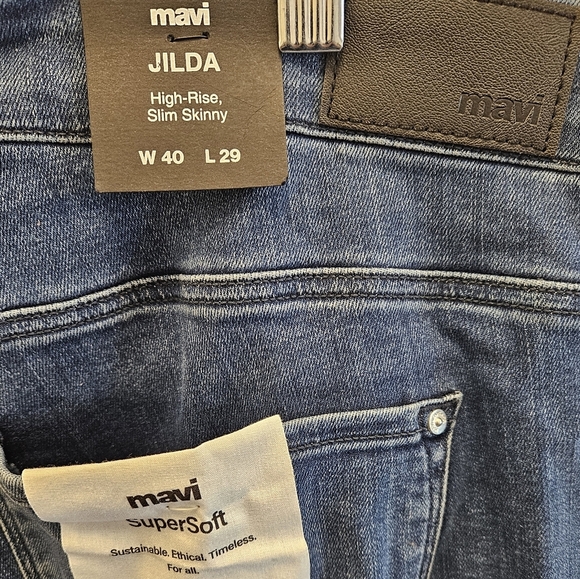 mavi
JILDA
High-Rise,
Slim Skinny
W 40 L 29
mavi
mavi
SuperSoft
Sustainable. Ethical. Timeless.
For all.